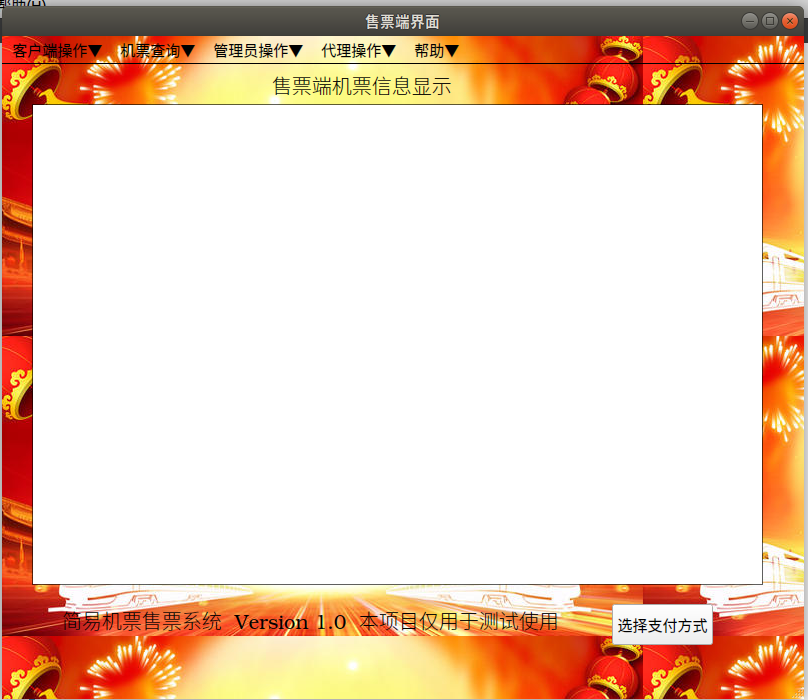 帮助(H)
售票端界面
客户端操作▼ 机票查询▼ 管理员操作▼ 代理操作▼ 帮助▼
售票端机票信息显示
简易机票售票系统 Version 1.0 本项目仅用于测试使用
选择支付方式